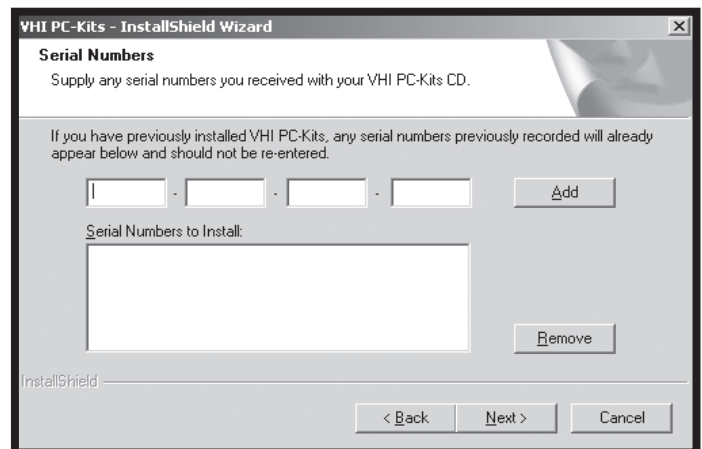 VHI PC-Kits - InstallShield Wizard
Serial Numbers
Supply any serial numbers you received with your VHI PC-Kits CD.
If you have previously installed VHI PC-Kits, any serial numbers previously recorded will already
appear below and should not be re-entered.
- - -
Add
Serial Numbers to Install:
Remove
InstallShield
< Back Next > Cancel